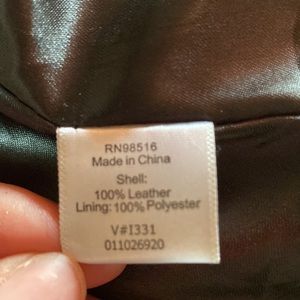 RN98516
Made in China
Shell:
100% Leather
Lining: 100% Polyester
V#I331
011026920